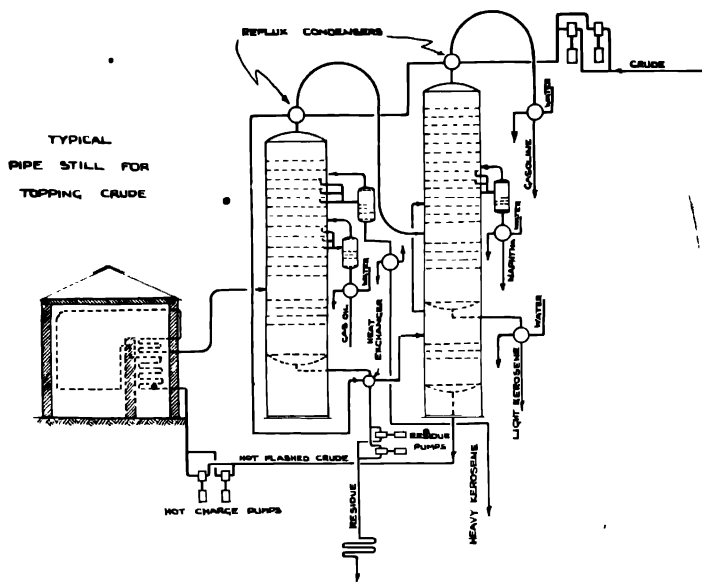 REFLUX CONDENSERS
CRUDE
TYPICAL
PIPE STILL FOR
TOPPING CRUDE
WATER
GASOLINE
WATER
NAPHTHA
WATER
GAS OIL
HEAT
EXCHANGER
WATER
LIGHT KEROSENE
RESIDUE
PUMPS
HOT FLASHED CRUDE
HOT CHARGE PUMPS
RESIDUE
HEAVY KEROSENE